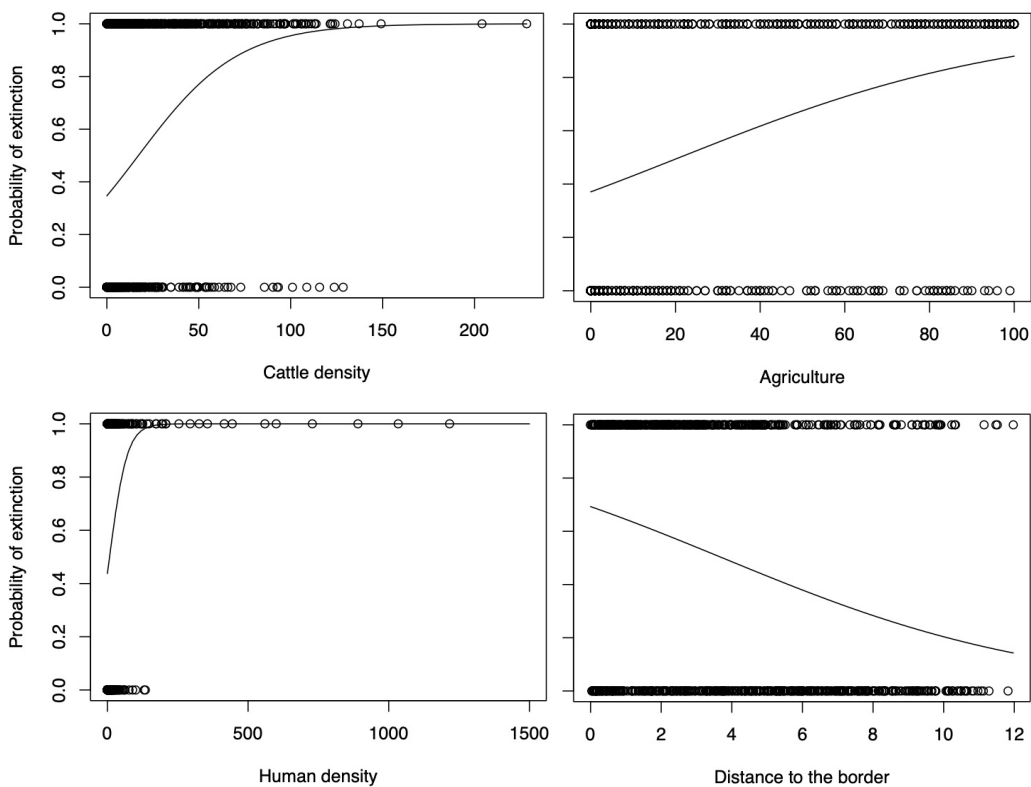 Probability of extinction
0.0 0.2 0.4 0.6 0.8 1.0
0 50 100 150 200
Cattle density
0 20 40 60 80 100
Agriculture
Probability of extinction
0.0 0.2 0.4 0.6 0.8 1.0
0 500 1000 1500
Human density
0 2 4 6 8 10 12
Distance to the border